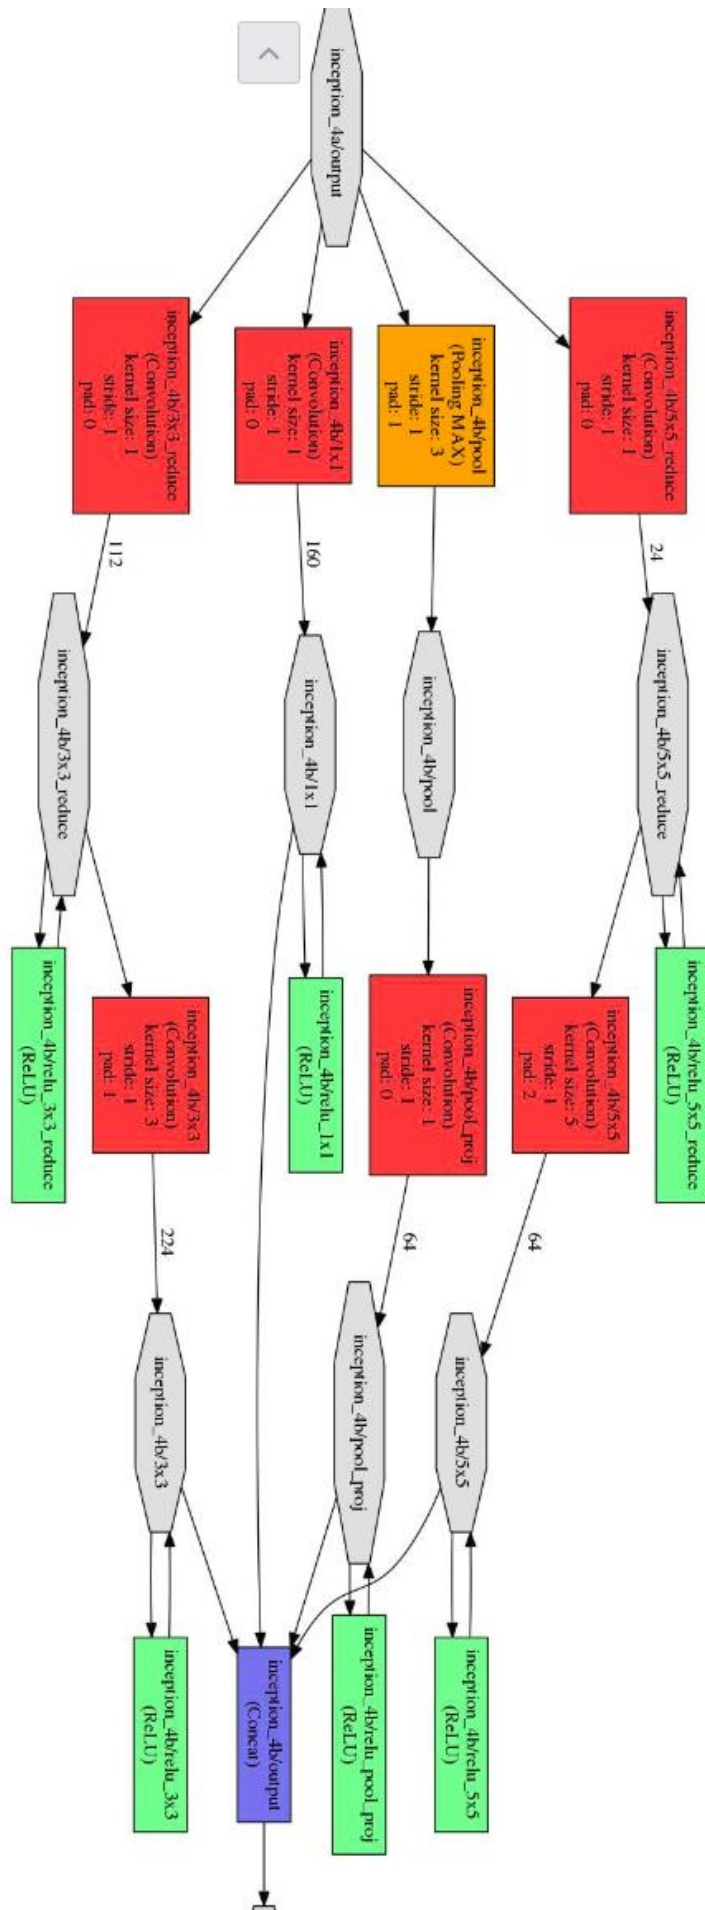 inception_4a/output
inception_4b/5x5_reduce
(Convolution)
kernel size: 1
stride: 1
pad: 0
inception_4b/pool
(Pooling MAX)
kernel size: 3
stride: 1
pad: 1
inception_4b/1x1
(Convolution)
kernel size: 1
stride: 1
pad: 0
inception_4b/3x3_reduce
(Convolution)
kernel size: 1
stride: 1
pad: 0
24
160
112
inception_4b/5x5_reduce
inception_4b/pool
inception_4b/1x1
inception_4b/3x3_reduce
inception_4b/relu_5x5_reduce
(ReLU)
inception_4b/5x5
(Convolution)
kernel size: 5
stride: 1
pad: 2
inception_4b/pool_proj
(Convolution)
kernel size: 1
stride: 1
pad: 0
inception_4b/relu_1x1
(ReLU)
inception_4b/3x3
(Convolution)
kernel size: 3
stride: 1
pad: 1
inception_4b/relu_3x3_reduce
(ReLU)
64
64
224
inception_4b/5x5
inception_4b/pool_proj
inception_4b/3x3
inception_4b/relu_5x5
(ReLU)
inception_4b/relu_pool_proj
(ReLU)
inception_4b/output
(Concat)
inception_4b/relu_3x3
(ReLU)